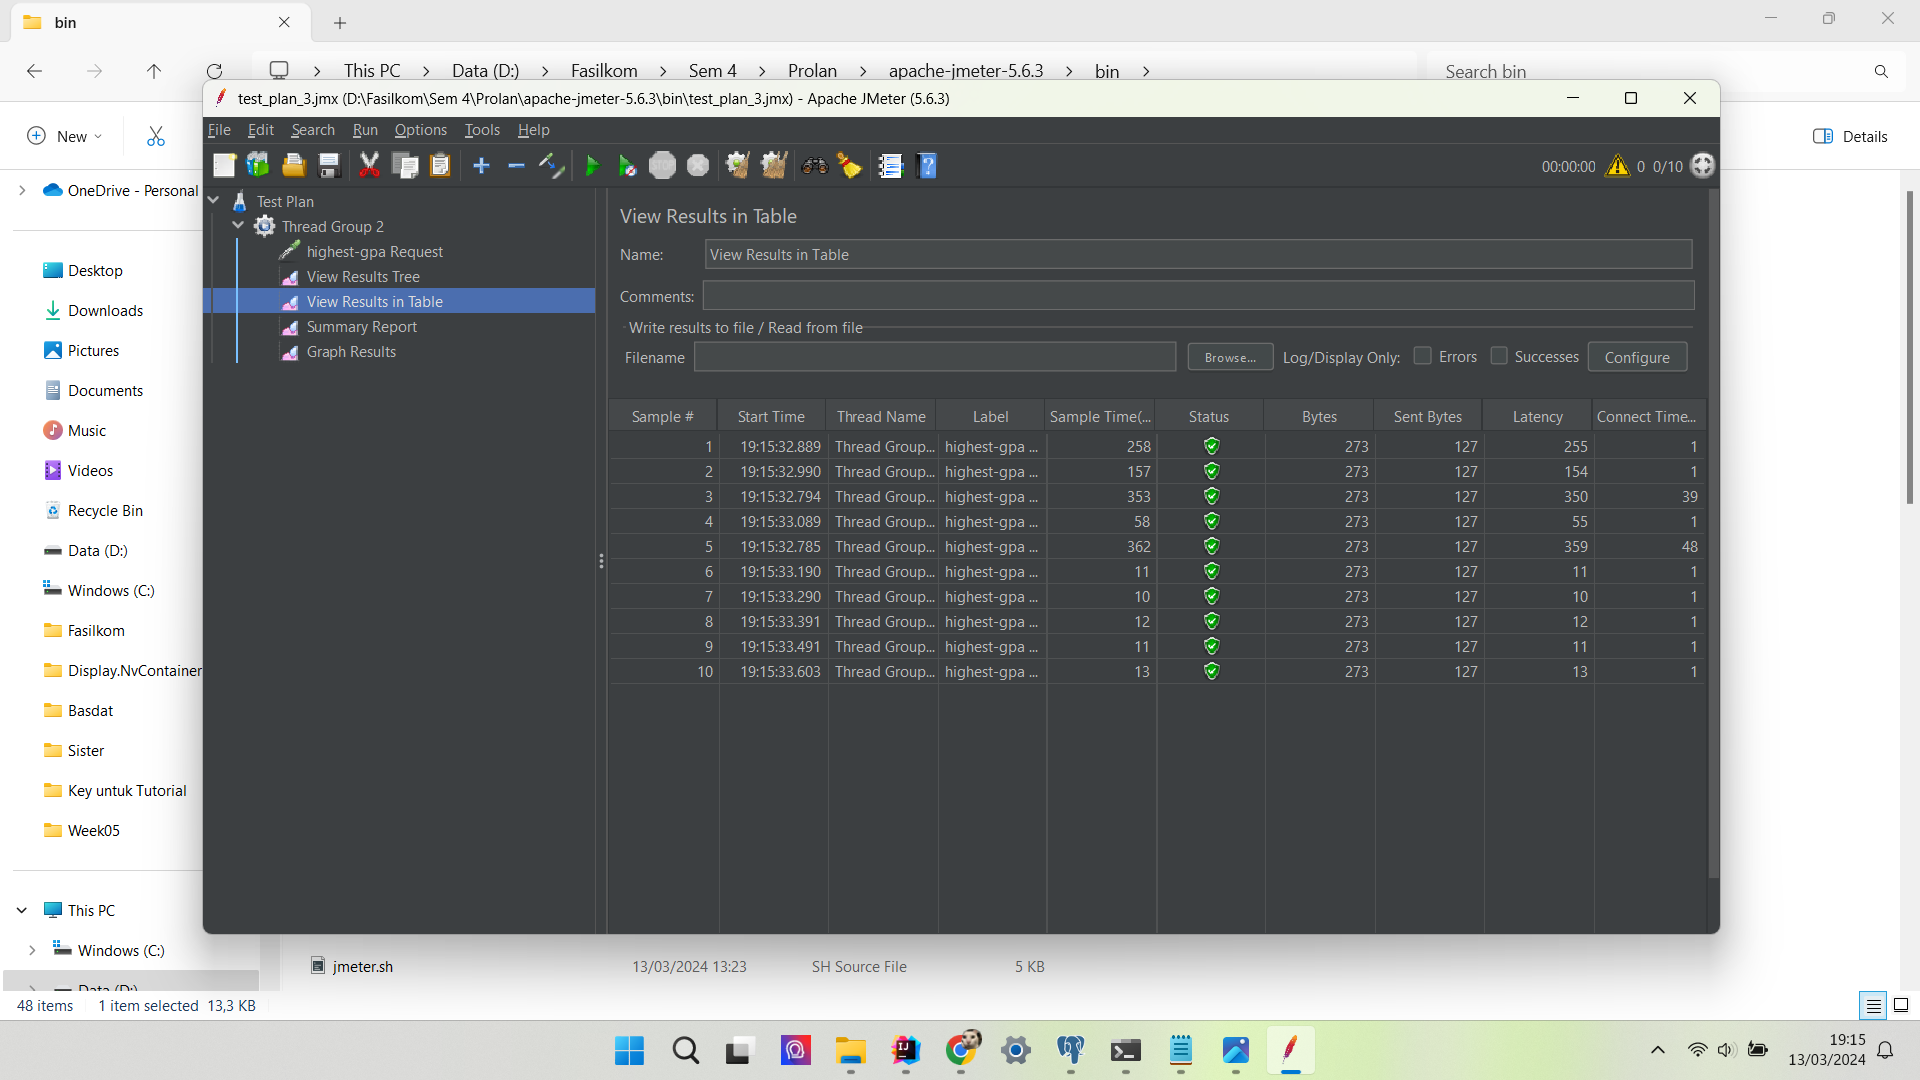 bin
This PC > Data (D:) > Fasilkom > Sem 4 > Prolan > apache-jmeter-5.6.3 > bin >
Search bin
New
Details
test_plan_3.jmx (D:\Fasilkom\Sem 4\Prolan\apache-jmeter-5.6.3\bin\test_plan_3.jmx) - Apache JMeter (5.6.3)
File Edit Search Run Options Tools Help
STOP
00:00:00 0 0/10
OneDrive - Personal
Desktop
Downloads
Pictures
Documents
Music
Videos
Recycle Bin
Data (D:)
Windows (C:)
Fasilkom
Display.NvContainer
Basdat
Sister
Key untuk Tutorial
Week05
This PC
Windows (C:)
Data (D:)
Test Plan
Thread Group 2
highest-gpa Request
View Results Tree
View Results in Table
Summary Report
Graph Results
View Results in Table
Name: View Results in Table
Comments:
Write results to file / Read from file
Filename Browse... Log/Display Only: Errors Successes Configure
Sample # Start Time Thread Name Label Sample Time(... Status Bytes Sent Bytes Latency Connect Time...
1 19:15:32.889 Thread Group... highest-gpa ... 258 273 127 255 1
2 19:15:32.990 Thread Group... highest-gpa ... 157 273 127 154 1
3 19:15:32.794 Thread Group... highest-gpa ... 353 273 127 350 39
4 19:15:33.089 Thread Group... highest-gpa ... 58 273 127 55 1
5 19:15:32.785 Thread Group... highest-gpa ... 362 273 127 359 48
6 19:15:33.190 Thread Group... highest-gpa ... 11 273 127 11 1
7 19:15:33.290 Thread Group... highest-gpa ... 10 273 127 10 1
8 19:15:33.391 Thread Group... highest-gpa ... 12 273 127 12 1
9 19:15:33.491 Thread Group... highest-gpa ... 11 273 127 11 1
10 19:15:33.603 Thread Group... highest-gpa ... 13 273 127 13 1
jmeter.sh 13/03/2024 13:23 SH Source File 5 KB
48 items 1 item selected 13,3 KB
IJ
19:15
13/03/2024